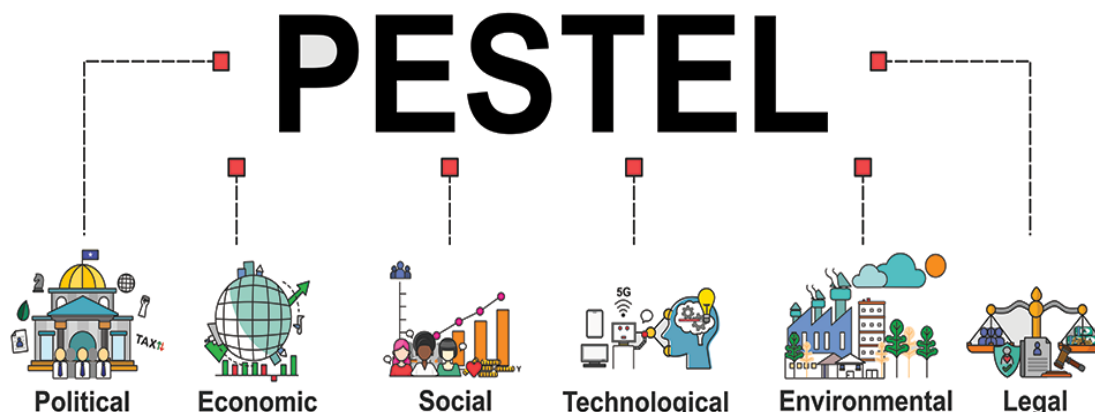 PESTEL
5G
TAX
Y
Political Economic Social Technological Environmental Legal